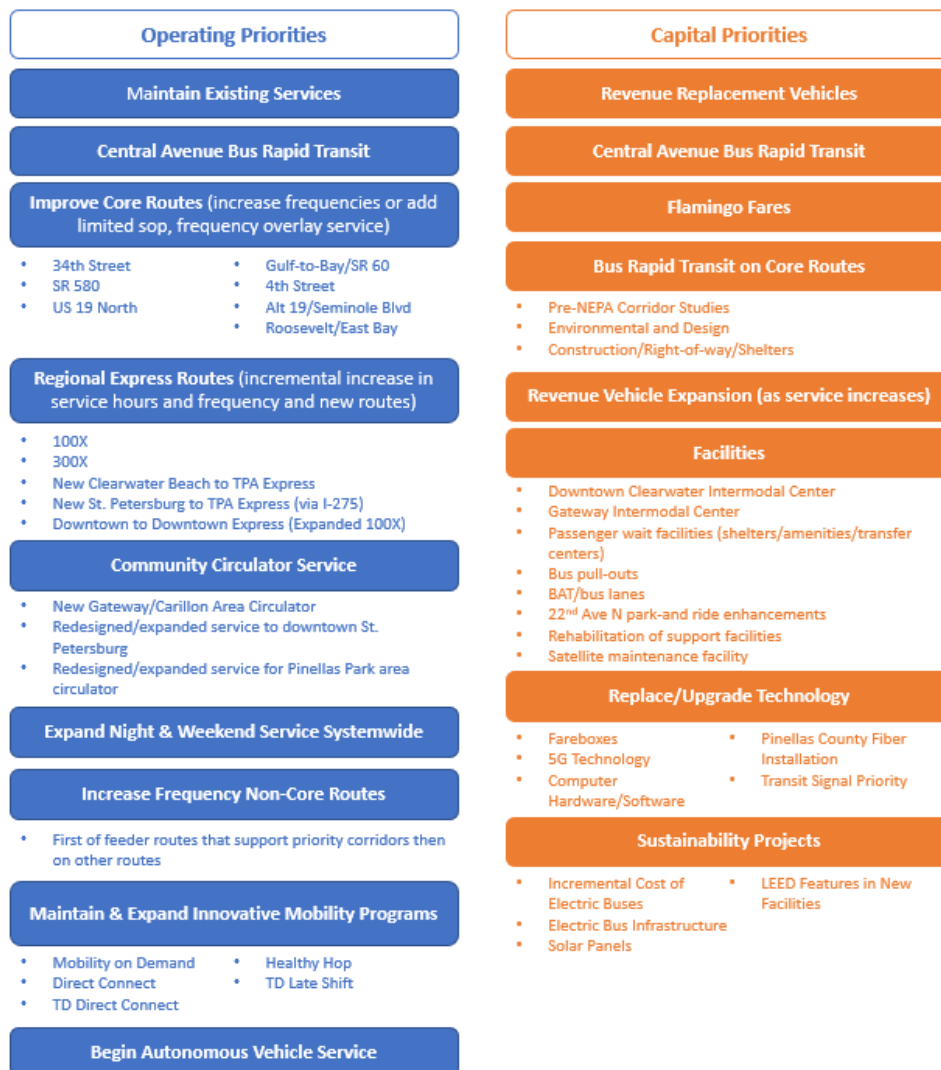 Operating Priorities
Maintain Existing Services
Central Avenue Bus Rapid Transit
Improve Core Routes (increase frequencies or add
limited sop, frequency overlay service)
• 34th Street
• SR 580
• US 19 North
• Gulf-to-Bay/SR 60
• 4th Street
• Alt 19/Seminole Blvd
• Roosevelt/East Bay
Regional Express Routes (incremental increase in
service hours and frequency and new routes)
• 100X
• 300X
• New Clearwater Beach to TPA Express
• New St. Petersburg to TPA Express (via I-275)
• Downtown to Downtown Express (Expanded 100X)
Community Circulator Service
• New Gateway/Carillon Area Circulator
• Redesigned/expanded service to downtown St.
Petersburg
• Redesigned/expanded service for Pinellas Park area
circulator
Expand Night & Weekend Service Systemwide
Increase Frequency Non-Core Routes
• First of feeder routes that support priority corridors then
on other routes
Maintain & Expand Innovative Mobility Programs
• Mobility on Demand
• Direct Connect
• TD Direct Connect
• Healthy Hop
• TD Late Shift
Begin Autonomous Vehicle Service
Capital Priorities
Revenue Replacement Vehicles
Central Avenue Bus Rapid Transit
Flamingo Fares
Bus Rapid Transit on Core Routes
• Pre-NEPA Corridor Studies
• Environmental and Design
• Construction/Right-of-way/Shelters
Revenue Vehicle Expansion (as service increases)
Facilities
• Downtown Clearwater Intermodal Center
• Gateway Intermodal Center
• Passenger wait facilities (shelters/amenities/transfer
centers)
• Bus pull-outs
• BAT/bus lanes
• 22nd Ave N park-and ride enhancements
• Rehabilitation of support facilities
• Satellite maintenance facility
Replace/Upgrade Technology
• Fareboxes
• 5G Technology
• Computer
Hardware/Software
• Pinellas County Fiber
Installation
• Transit Signal Priority
Sustainability Projects
• Incremental Cost of
Electric Buses
• Electric Bus Infrastructure
• Solar Panels
• LEED Features in New
Facilities